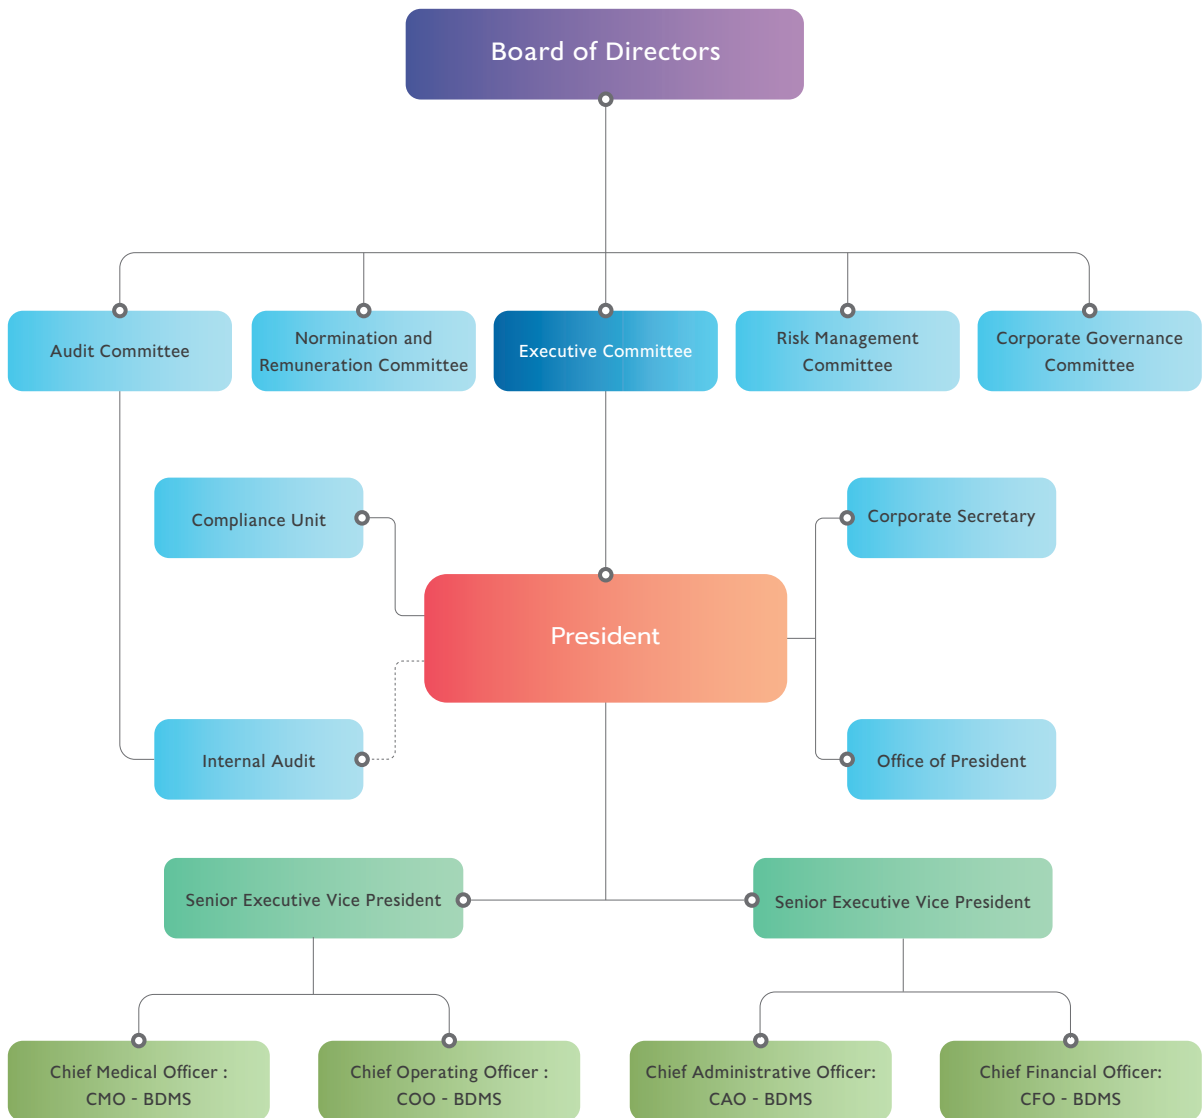 Board of Directors
Audit Committee
Normination and
Remuneration Committee
Executive Committee
Risk Management
Committee
Corporate Governance
Committee
Compliance Unit
Corporate Secretary
President
Internal Audit
Office of President
Senior Executive Vice President
Senior Executive Vice President
Chief Medical Officer :
CMO - BDMS
Chief Operating Officer :
COO - BDMS
Chief Administrative Officer:
CAO - BDMS
Chief Financial Officer:
CFO - BDMS